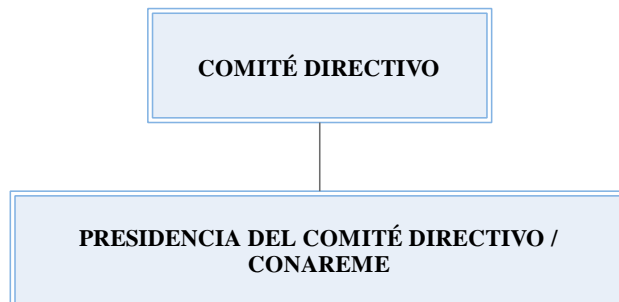 COMITÉ DIRECTIVO
PRESIDENCIA DEL COMITÉ DIRECTIVO /
CONAREME